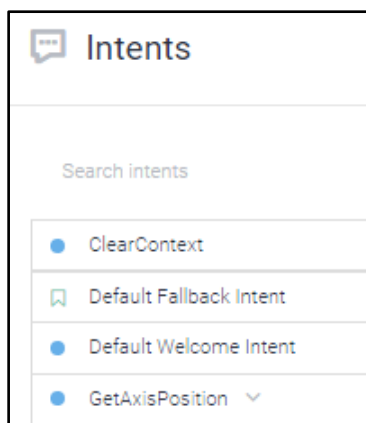 Intents
Search intents
ClearContext
Default Fallback Intent
Default Welcome Intent
GetAxisPosition